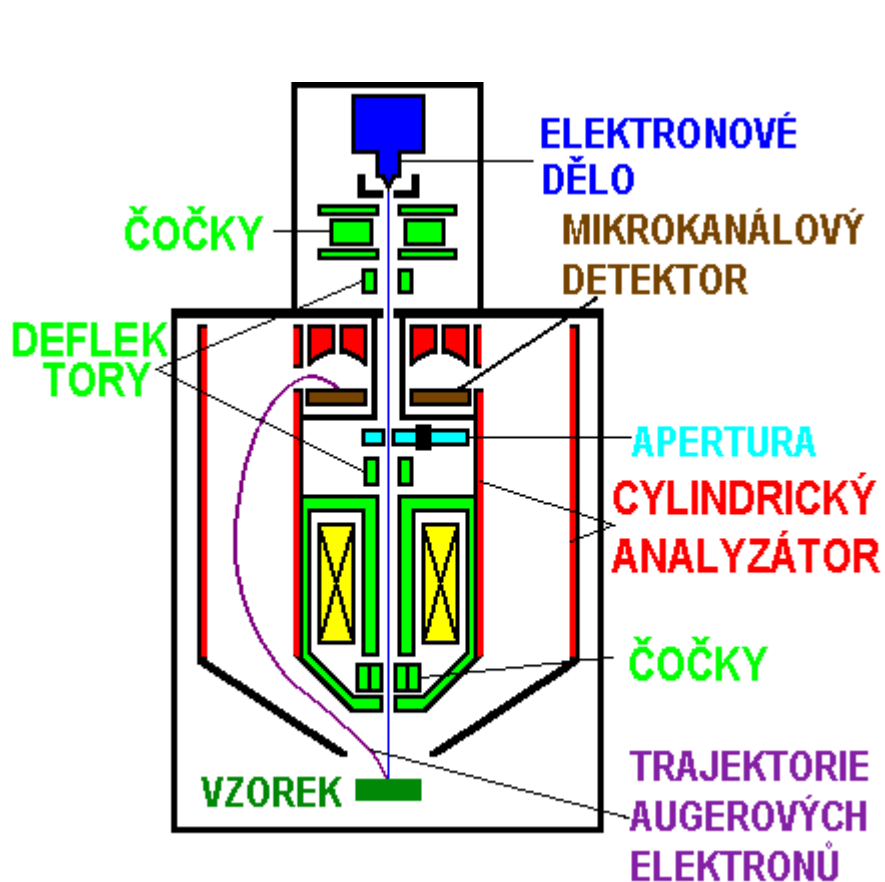 ELEKTRONOVÉ
DĚLO
ČOČKY
MIKROKANÁLOVÝ
DETEKTOR
DEFLEK
TORY
APERTURA
CYLINDRICKÝ
ANALYZÁTOR
ČOČKY
VZOREK
TRAJEKTORIE
AUGEROVÝCH
ELEKTRONŮ